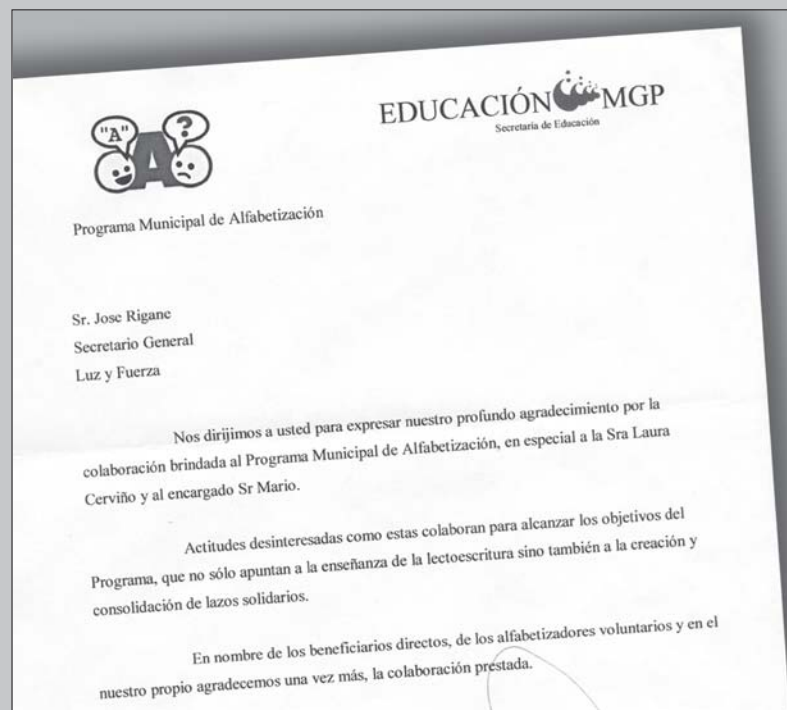 "A" ?
A
EDUCACIÓN MGP
Secretaría de Educación
Programa Municipal de Alfabetización
Sr. Jose Rigane
Secretario General
Luz y Fuerza
Nos dirijimos a usted para expresar nuestro profundo agradecimiento por la
colaboración brindada al Programa Municipal de Alfabetización, en especial a la Sra Laura
Cerviño y al encargado Sr Mario.
Actitudes desinteresadas como estas colaboran para alcanzar los objetivos del
Programa, que no sólo apuntan a la enseñanza de la lectoescritura sino también a la creación y
consolidación de lazos solidarios.
En nombre de los beneficiarios directos, de los alfabetizadores voluntarios y en el
nuestro propio agradecemos una vez más, la colaboración prestada.